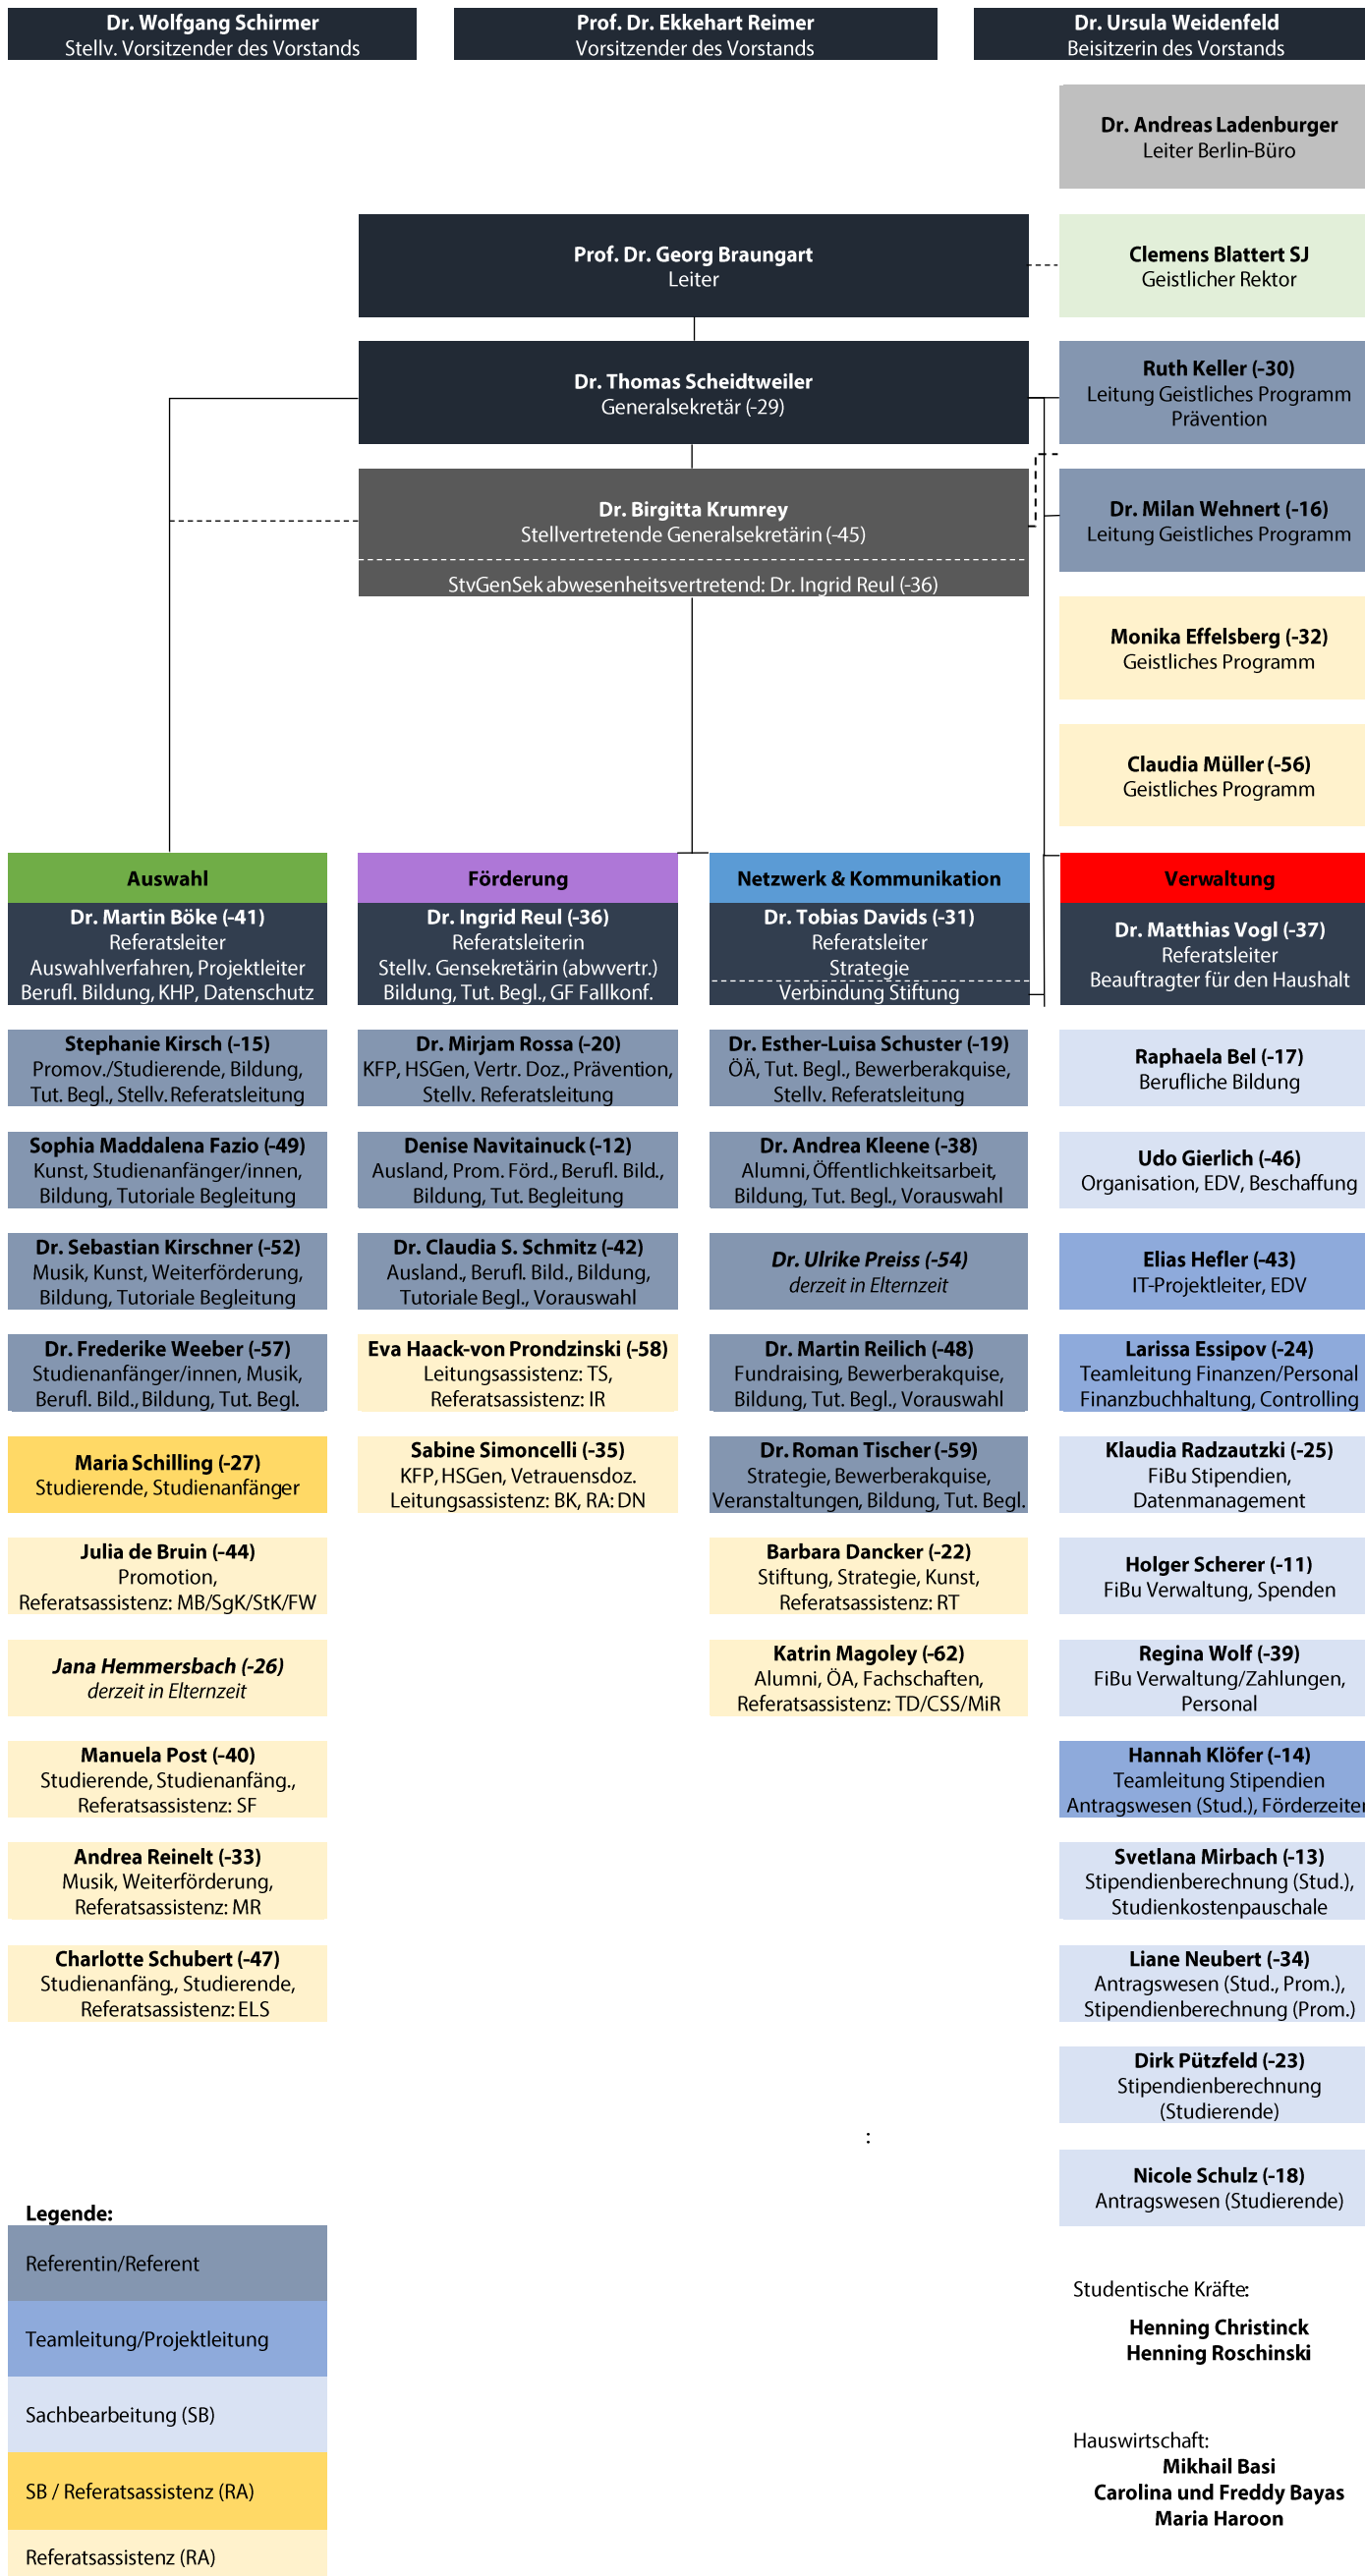 Dr. Wolfgang Schirmer
Stellv. Vorsitzender des Vorstands
Prof. Dr. Ekkehart Reimer
Vorsitzender des Vorstands
Dr. Ursula Weidenfeld
Beisitzerin des Vorstands
Dr. Andreas Ladenburger
Leiter Berlin-Büro
Prof. Dr. Georg Braungart
Leiter
Clemens Blattert SJ
Geistlicher Rektor
Dr. Thomas Scheidtweiler
Generalsekretär (-29)
Ruth Keller (-30)
Leitung Geistliches Programm
Prävention
Dr. Birgitta Krumrey
Stellvertretende Generalsekretärin (-45)
StvGenSek abwesenheitsvertretend: Dr. Ingrid Reul (-36)
Dr. Milan Wehnert (-16)
Leitung Geistliches Programm
Monika Effelsberg (-32)
Geistliches Programm
Claudia Müller (-56)
Geistliches Programm
Auswahl
Dr. Martin Böke (-41)
Referatsleiter
Auswahlverfahren, Projektleiter
Berufl. Bildung, KHP, Datenschutz
Stephanie Kirsch (-15)
Promov./Studierende, Bildung,
Tut. Begl., Stellv. Referatsleitung
Sophia Maddalena Fazio (-49)
Kunst, Studienanfänger/innen,
Bildung, Tutoriale Begleitung
Dr. Sebastian Kirschner (-52)
Musik, Kunst, Weiterförderung,
Bildung, Tutoriale Begleitung
Dr. Frederike Weeber (-57)
Studienanfänger/innen, Musik,
Berufl. Bild., Bildung, Tut. Begl.
Maria Schilling (-27)
Studierende, Studienanfänger
Julia de Bruin (-44)
Promotion,
Referatsassistenz: MB/SgK/StK/FW
Jana Hemmersbach (-26)
derzeit in Elternzeit
Manuela Post (-40)
Studierende, Studienanfäng.,
Referatsassistenz: SF
Andrea Reinelt (-33)
Musik, Weiterförderung,
Referatsassistenz: MR
Charlotte Schubert (-47)
Studienanfäng., Studierende,
Referatsassistenz: ELS
Förderung
Dr. Ingrid Reul (-36)
Referatsleiterin
Stellv. Gensekretärin (abwvertr.)
Bildung, Tut. Begl., GF Fallkonf.
Dr. Mirjam Rossa (-20)
KFP, HSGen, Vertr. Doz., Prävention,
Stellv. Referatsleitung
Denise Navitainuck (-12)
Ausland, Prom. Förd., Berufl. Bild.,
Bildung, Tut. Begleitung
Dr. Claudia S. Schmitz (-42)
Ausland., Berufl. Bild., Bildung,
Tutoriale Begl., Vorauswahl
Eva Haack-von Prondzinski (-58)
Leitungsassistenz: TS,
Referatsassistenz: IR
Sabine Simoncelli (-35)
KFP, HSGen, Vetrauensdoz.
Leitungsassistenz: BK, RA: DN
Netzwerk & Kommunikation
Dr. Tobias Davids (-31)
Referatsleiter
Strategie
Verbindung Stiftung
Dr. Esther-Luisa Schuster (-19)
ÖÄ, Tut. Begl., Bewerberakquise,
Stellv. Referatsleitung
Dr. Andrea Kleene (-38)
Alumni, Öffentlichkeitsarbeit,
Bildung, Tut. Begl., Vorauswahl
Dr. Ulrike Preiss (-54)
derzeit in Elternzeit
Dr. Martin Reilich (-48)
Fundraising, Bewerberakquise,
Bildung, Tut. Begl., Vorauswahl
Dr. Roman Tischer (-59)
Strategie, Bewerberakquise,
Veranstaltungen, Bildung, Tut. Begl.
Barbara Dancker (-22)
Stiftung, Strategie, Kunst,
Referatsassistenz: RT
Katrin Magoley (-62)
Alumni, ÖA, Fachschaften,
Referatsassistenz: TD/CSS/MiR
:
Verwaltung
Dr. Matthias Vogl (-37)
Referatsleiter
Beauftragter für den Haushalt
Raphaela Bel (-17)
Berufliche Bildung
Udo Gierlich (-46)
Organisation, EDV, Beschaffung
Elias Hefler (-43)
IT-Projektleiter, EDV
Larissa Essipov (-24)
Teamleitung Finanzen/Personal
Finanzbuchhaltung, Controlling
Klaudia Radzautzki (-25)
FiBu Stipendien,
Datenmanagement
Holger Scherer (-11)
FiBu Verwaltung, Spenden
Regina Wolf (-39)
FiBu Verwaltung/Zahlungen,
Personal
Hannah Klöfer (-14)
Teamleitung Stipendien
Antragswesen (Stud.), Förderzeiten
Svetlana Mirbach (-13)
Stipendienberechnung (Stud.),
Studienkostenpauschale
Liane Neubert (-34)
Antragswesen (Stud., Prom.),
Stipendienberechnung (Prom.)
Dirk Pützfeld (-23)
Stipendienberechnung
(Studierende)
Nicole Schulz (-18)
Antragswesen (Studierende)
Studentische Kräfte:
Henning Christinck
Henning Roschinski
Hauswirtschaft:
Mikhail Basi
Carolina und Freddy Bayas
Maria Haroon
Legende:
Referentin/Referent
Teamleitung/Projektleitung
Sachbearbeitung (SB)
SB / Referatsassistenz (RA)
Referatsassistenz (RA)